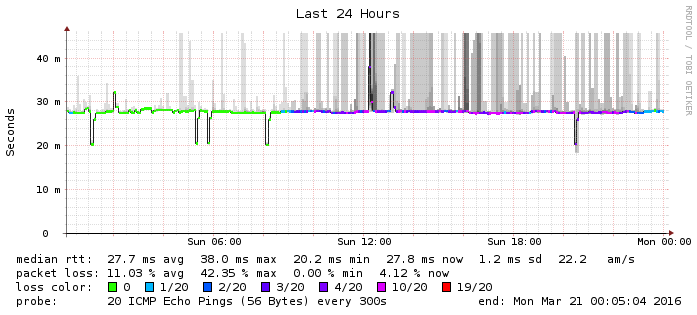 Last 24 Hours
RRDTOOL / TOBI OETIKER
Seconds
40 m
30 m
20 m
10 m
0
Sun 06:00 Sun 12:00 Sun 18:00 Mon 00:00
median rtt: 27.7 ms avg 38.0 ms max 20.2 ms min 27.8 ms now 1.2 ms sd 22.2 am/s
packet loss: 11.03 % avg 42.35 % max 0.00 % min 4.12 % now
loss color: 0 1/20 2/20 3/20 4/20 10/20 19/20
probe: 20 ICMP Echo Pings (56 Bytes) every 300s end: Mon Mar 21 00:05:04 2016